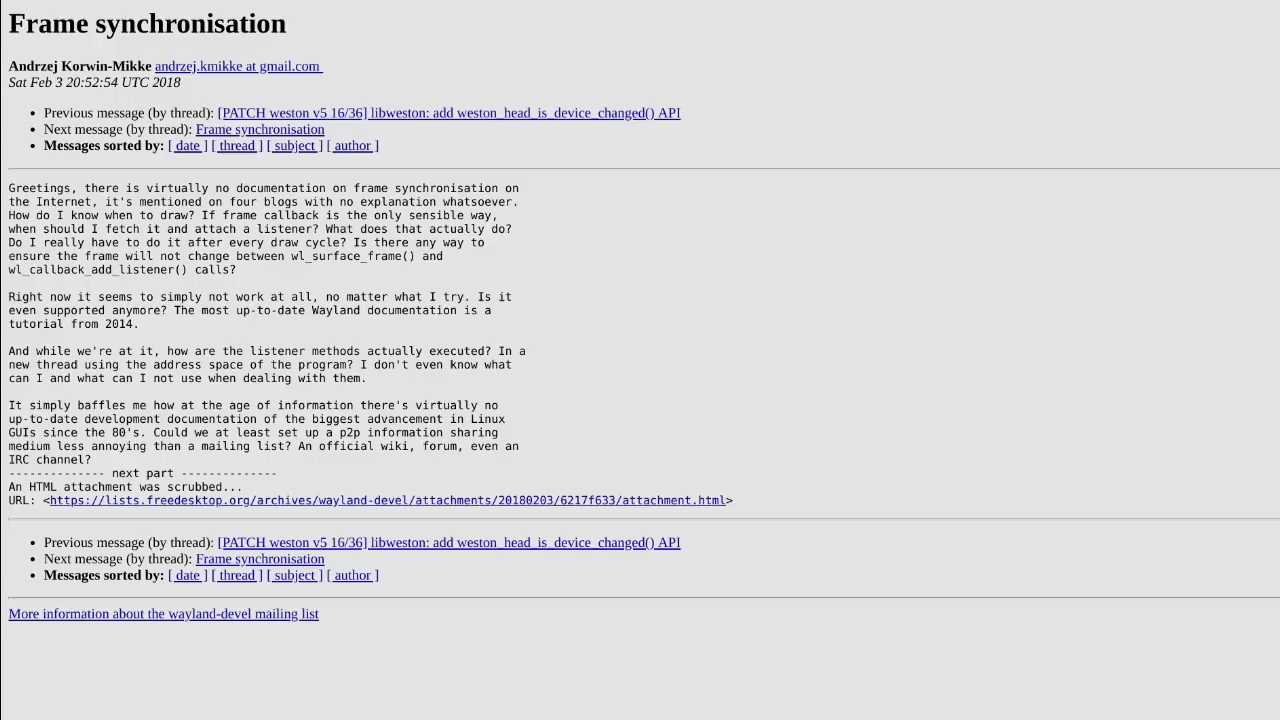 Frame synchronisation
Andrzej Korwin-Mikke andrzej.kmikke at gmail.com
Sat Feb 3 20:52:54 UTC 2018
• Previous message (by thread): [PATCH weston v5 16/36] libweston: add weston_head_is_device_changed() API
• Next message (by thread): Frame synchronisation
• Messages sorted by: [ date ] [ thread ] [ subject ] [ author ]
Greetings, there is virtually no documentation on frame synchronisation on
the Internet, it's mentioned on four blogs with no explanation whatsoever.
How do I know when to draw? If frame callback is the only sensible way,
when should I fetch it and attach a listener? What does that actually do?
Do I really have to do it after every draw cycle? Is there any way to
ensure the frame will not change between wl_surface_frame() and
wl_callback_add_listener() calls?
Right now it seems to simply not work at all, no matter what I try. Is it
even supported anymore? The most up-to-date Wayland documentation is a
tutorial from 2014.
And while we're at it, how are the listener methods actually executed? In a
new thread using the address space of the program? I don't even know what
can I and what can I not use when dealing with them.
It simply baffles me how at the age of information there's virtually no
up-to-date development documentation of the biggest advancement in Linux
GUIs since the 80's. Could we at least set up a p2p information sharing
medium less annoying than a mailing list? An official wiki, forum, even an
IRC channel?
-------------- next part --------------
An HTML attachment was scrubbed...
URL: <https://lists.freedesktop.org/archives/wayland-devel/attachments/20180203/6217f633/attachment.html>
• Previous message (by thread): [PATCH weston v5 16/36] libweston: add weston_head_is_device_changed() API
• Next message (by thread): Frame synchronisation
• Messages sorted by: [ date ] [ thread ] [ subject ] [ author ]
More information about the wayland-devel mailing list